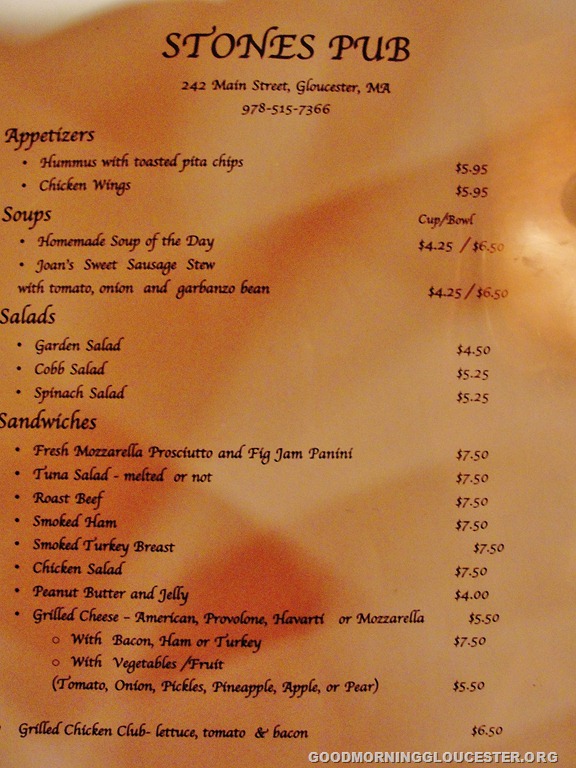 STONES PUB
242 Main Street, Gloucester, MA
978-515-7366
Appetizers
• Hummus with toasted pita chips $5.95
• Chicken Wings $5.95
Soups Cup/Bowl
• Homemade Soup of the Day $4.25 / $6.50
• Joan's Sweet Sausage Stew
with tomato, onion and garbanzo bean $4.25 / $6.50
Salads
• Garden Salad $4.50
• Cobb Salad $5.25
• Spinach Salad $5.25
Sandwiches
• Fresh Mozzarella Prosciutto and Fig Jam Panini $7.50
• Tuna Salad - melted or not $7.50
• Roast Beef $7.50
• Smoked Ham $7.50
• Smoked Turkey Breast $7.50
• Chicken Salad $7.50
• Peanut Butter and Jelly $4.00
• Grilled Cheese - American, Provolone, Havarti or Mozzarella $5.50
o With Bacon, Ham or Turkey $7.50
o With Vegetables /Fruit
(Tomato, Onion, Pickles, Pineapple, Apple, or Pear) $5.50
Grilled Chicken Club- lettuce, tomato & bacon $6.50
GOODMORNINGGLOUCESTER.ORG